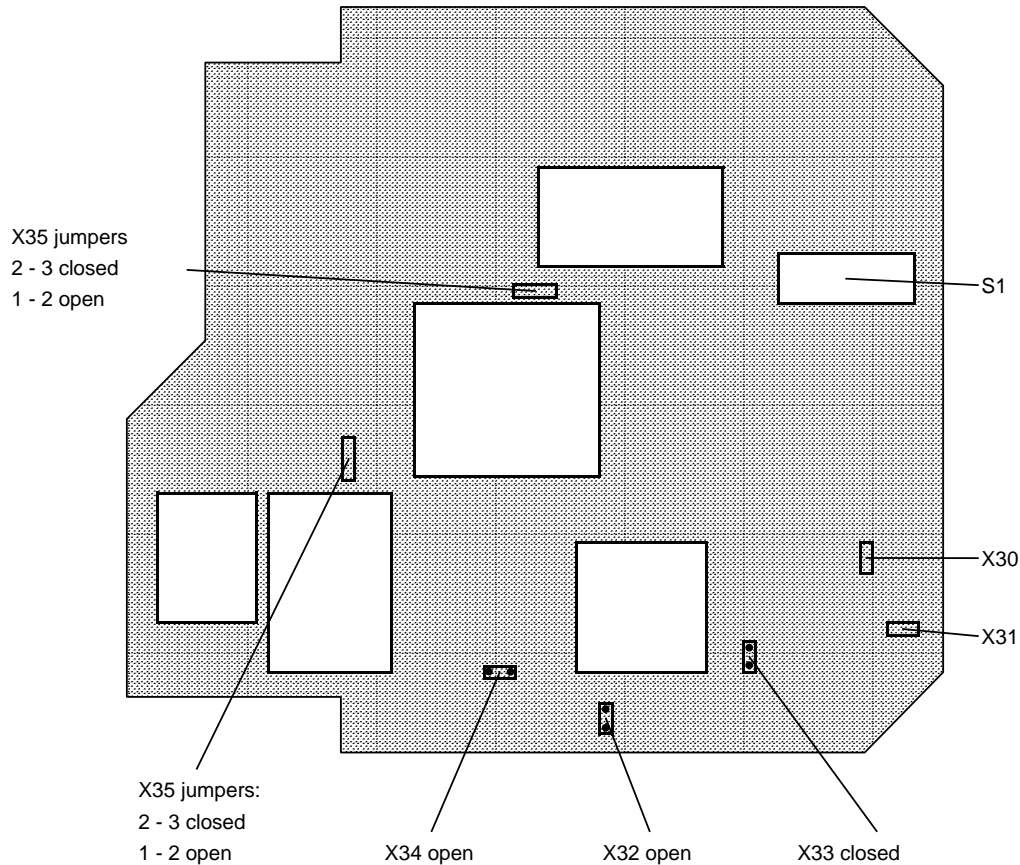 X35 jumpers
2 - 3 closed
1 - 2 open
S1
X30
X31
X35 jumpers:
2 - 3 closed
1 - 2 open
X34 open
X32 open
X33 closed